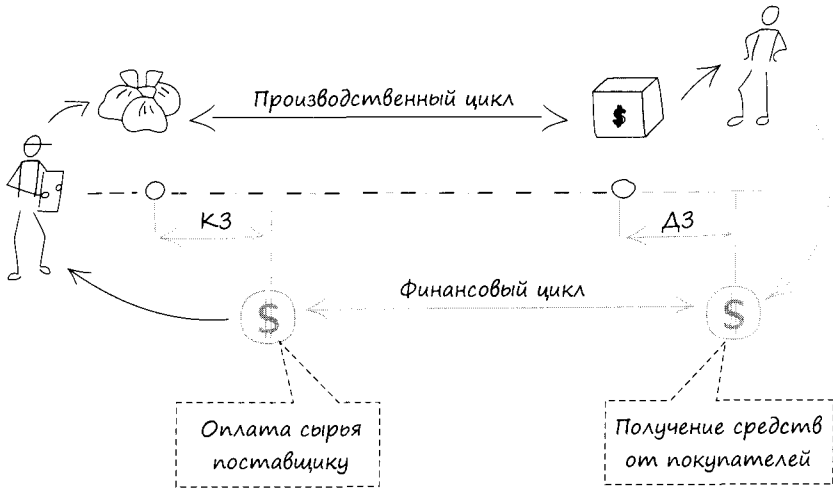 Производственный цикл
$
КЗ
ДЗ
Финансовый цикл
$
$
Оплата сырья
поставщику
Получение средств
от покупателей